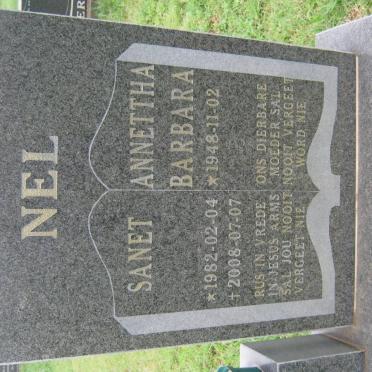 NEL
SANET
★1982-02-04
+2008-07-07
RUS IN VREDE
IN JESUS ARMS
SAL JOU NOOIT
VERGEET NIE
ANNETTHA
BARBARA
★1948-11-02
ONS DIERBARE
MOEDER SAL
NOOIT VERGEET
WORD NIE